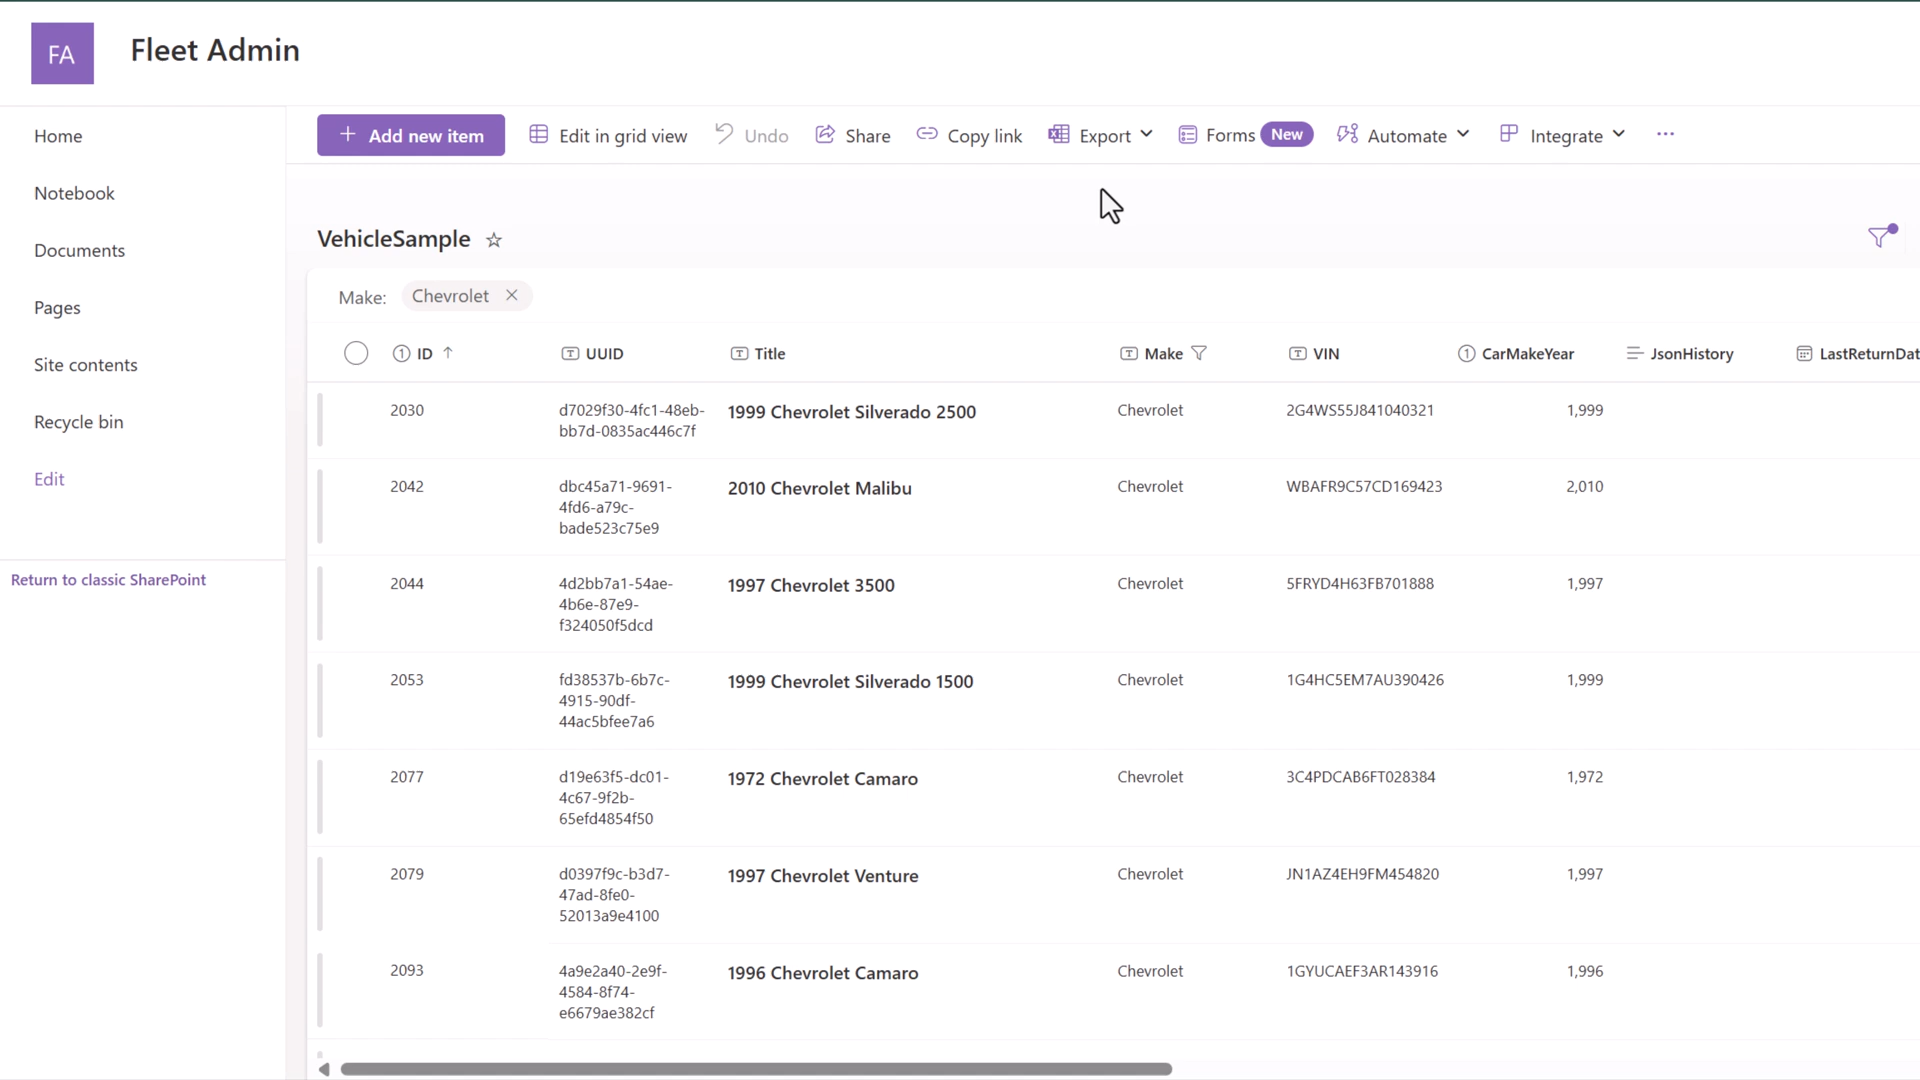 FA
Fleet Admin
Home
Notebook
Documents
Pages
Site contents
Recycle bin
Edit
Return to classic SharePoint
+ Add new item
Edit in grid view
Undo
Share
Copy link
Export
Forms New
Automate
Integrate
...
VehicleSample
Make: Chevrolet
ID UUID Title Make VIN CarMakeYear JsonHistory LastReturnDat
2030 d7029f30-4fc1-48eb- 1999 Chevrolet Silverado 2500 Chevrolet 2G4WS55J841040321 1,999
bb7d-0835ac446c7f
2042 dbc45a71-9691- 2010 Chevrolet Malibu Chevrolet WBAFR9C57CD169423 2,010
4fd6-a79c-
bade523c75e9
2044 4d2bb7a1-54ae- 1997 Chevrolet 3500 Chevrolet 5FRYD4H63FB701888 1,997
4b6e-87e9-
f324050f5dcd
2053 fd38537b-6b7c- 1999 Chevrolet Silverado 1500 Chevrolet 1G4HC5EM7AU390426 1,999
4915-90df-
44ac5bfee7a6
2077 d19e63f5-dc01- 1972 Chevrolet Camaro Chevrolet 3C4PDCAB6FT028384 1,972
4c67-9f2b-
65efd4854f50
2079 d0397f9c-b3d7- 1997 Chevrolet Venture Chevrolet JN1AZ4EH9FM454820 1,997
47ad-8fe0-
52013a9e4100
2093 4a9e2a40-2e9f- 1996 Chevrolet Camaro Chevrolet 1GYUCAEF3AR143916 1,996
4584-8f74-
e6679ae382cf